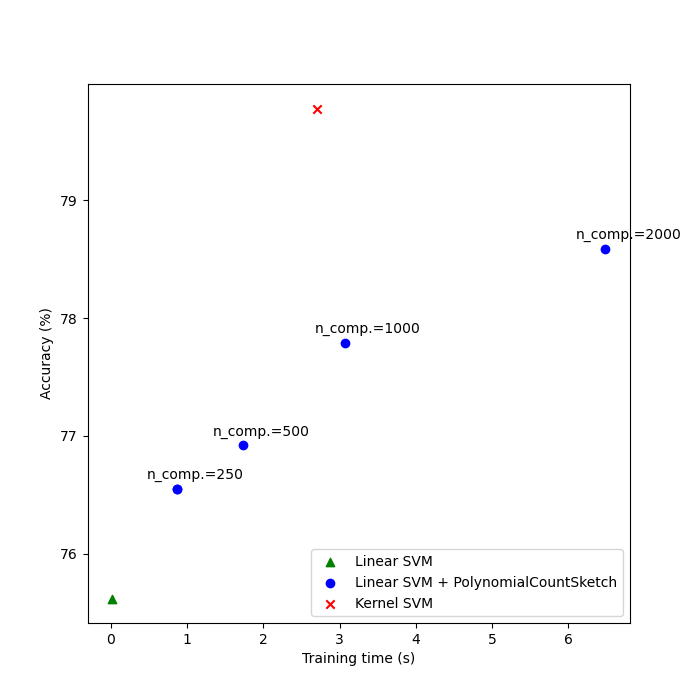 79
n_comp.=2000
78
n_comp.=1000
Accuracy (%)
77
n_comp.=500
n_comp.=250
76
Linear SVM
Linear SVM + PolynomialCountSketch
Kernel SVM
0 1 2 3 4 5 6
Training time (s)